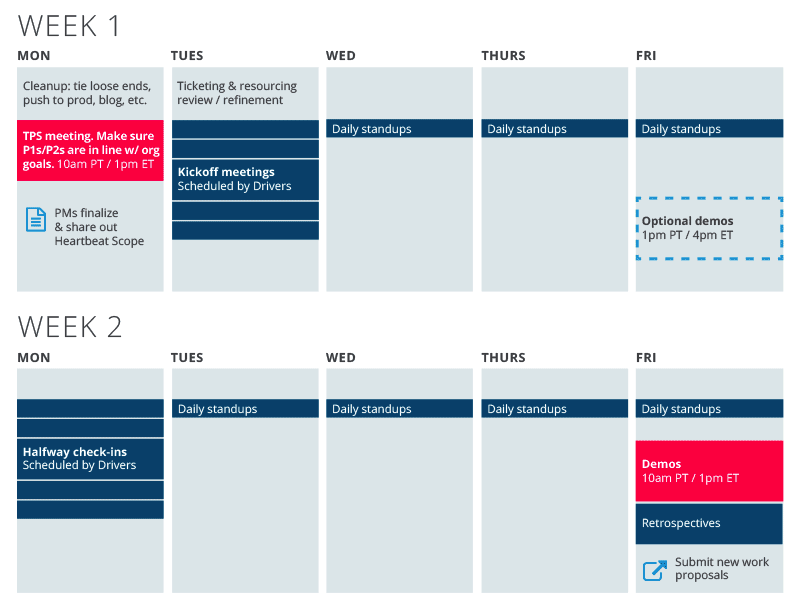 WEEK 1
MON
TUES
WED
THURS
FRI
Cleanup: tie loose ends,
push to prod, blog, etc.
TPS meeting. Make sure
P1s/P2s are in line w/ org
goals. 10am PT / 1pm ET
PMs finalize
& share out
Heartbeat Scope
Ticketing & resourcing
review / refinement
Kickoff meetings
Scheduled by Drivers
Daily standups
Daily standups
Daily standups
Optional demos
1pm PT / 4pm ET
WEEK 2
MON
TUES
WED
THURS
FRI
Halfway check-ins
Scheduled by Drivers
Daily standups
Daily standups
Daily standups
Daily standups
Demos
10am PT / 1pm ET
Retrospectives
Submit new work
proposals